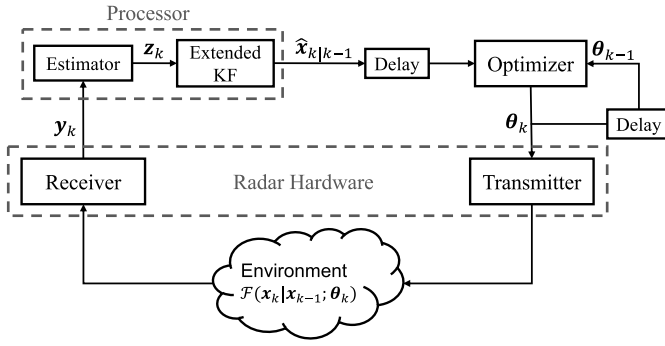 Processor
Estimator
z_k
Extended KF
x̂_{k|k−1}
Delay
Optimizer
θ_{k−1}
y_k
θ_k
Delay
Receiver
Radar Hardware
Transmitter
Environment
ℱ(x_k|x_{k−1}; θ_k)